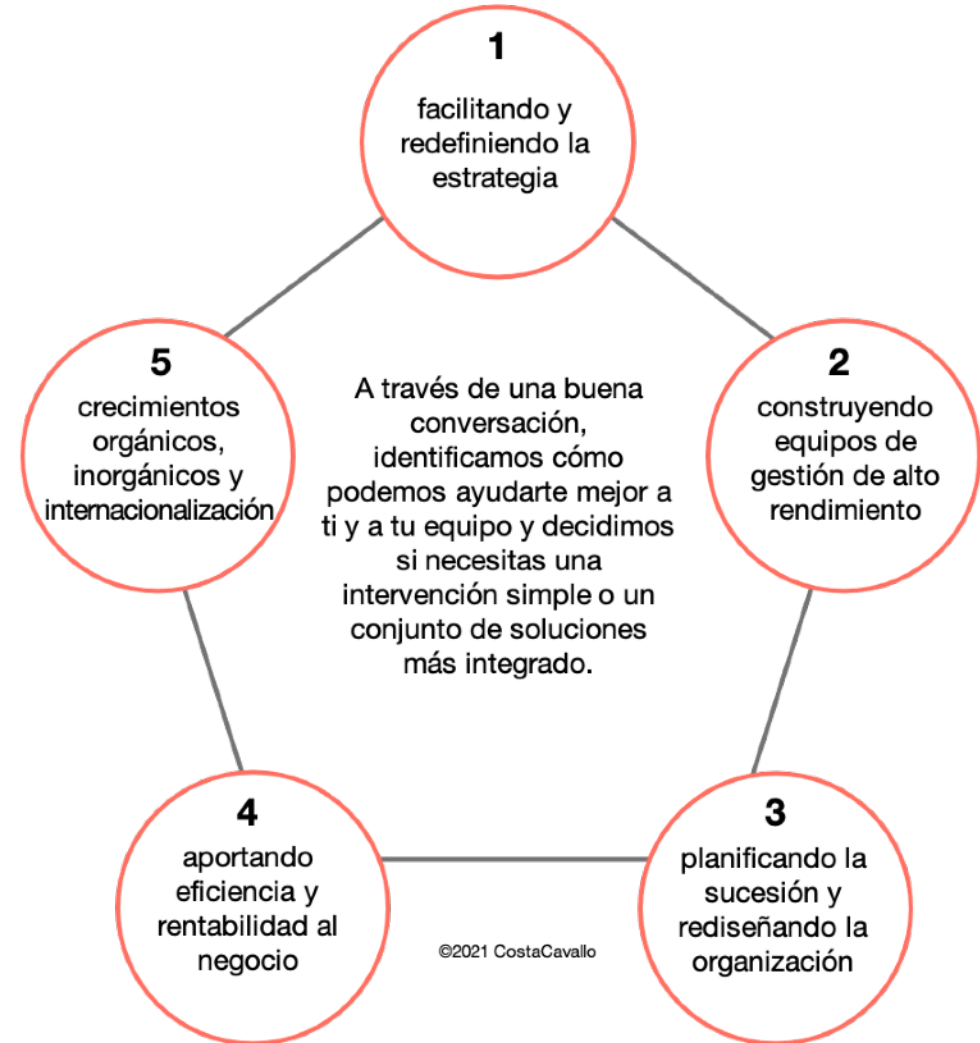 1
facilitando y
redefiniendo la
estrategia
2
construyendo
equipos de
gestión de alto
rendimiento
3
planificando la
sucesión y
rediseñando la
organización
4
aportando
eficiencia y
rentabilidad al
negocio
5
crecimientos
orgánicos,
inorgánicos y
internacionalización
A través de una buena
conversación,
identificamos cómo
podemos ayudarte mejor a
ti y a tu equipo y decidimos
si necesitas una
intervención simple o un
conjunto de soluciones
más integrado.
©2021 CostaCavallo